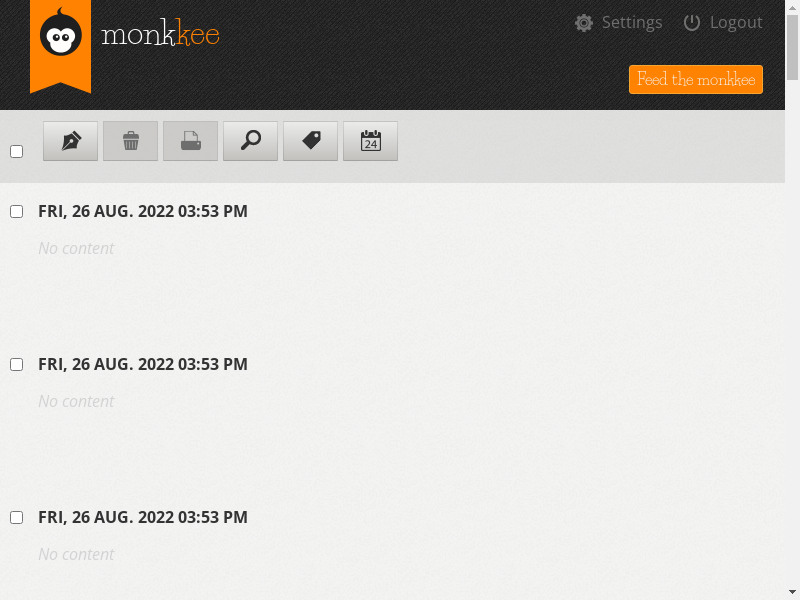 monkkee
Settings
Logout
Feed the monkkee
24
FRI, 26 AUG. 2022 03:53 PM
No content
FRI, 26 AUG. 2022 03:53 PM
No content
FRI, 26 AUG. 2022 03:53 PM
No content